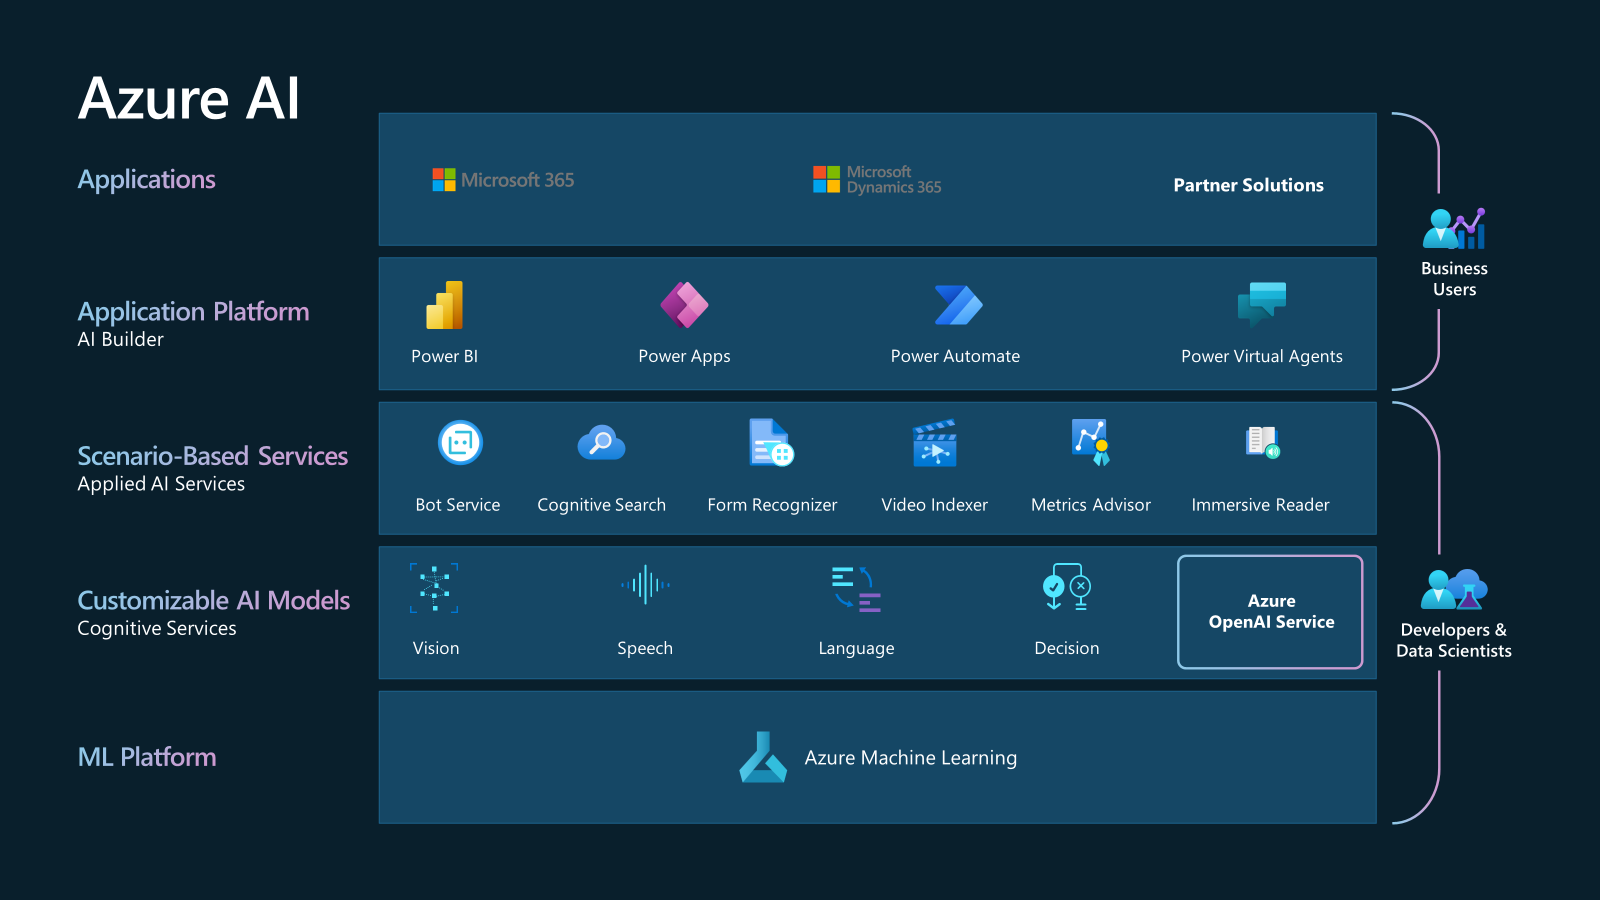 Azure AI
Applications
Microsoft 365
Microsoft
Dynamics 365
Partner Solutions
Business
Users
Application Platform
AI Builder
Power BI
Power Apps
Power Automate
Power Virtual Agents
Scenario-Based Services
Applied AI Services
Bot Service
Cognitive Search
Form Recognizer
Video Indexer
Metrics Advisor
Immersive Reader
Customizable AI Models
Cognitive Services
Vision
Speech
Language
Decision
Azure
OpenAI Service
Developers &
Data Scientists
ML Platform
Azure Machine Learning